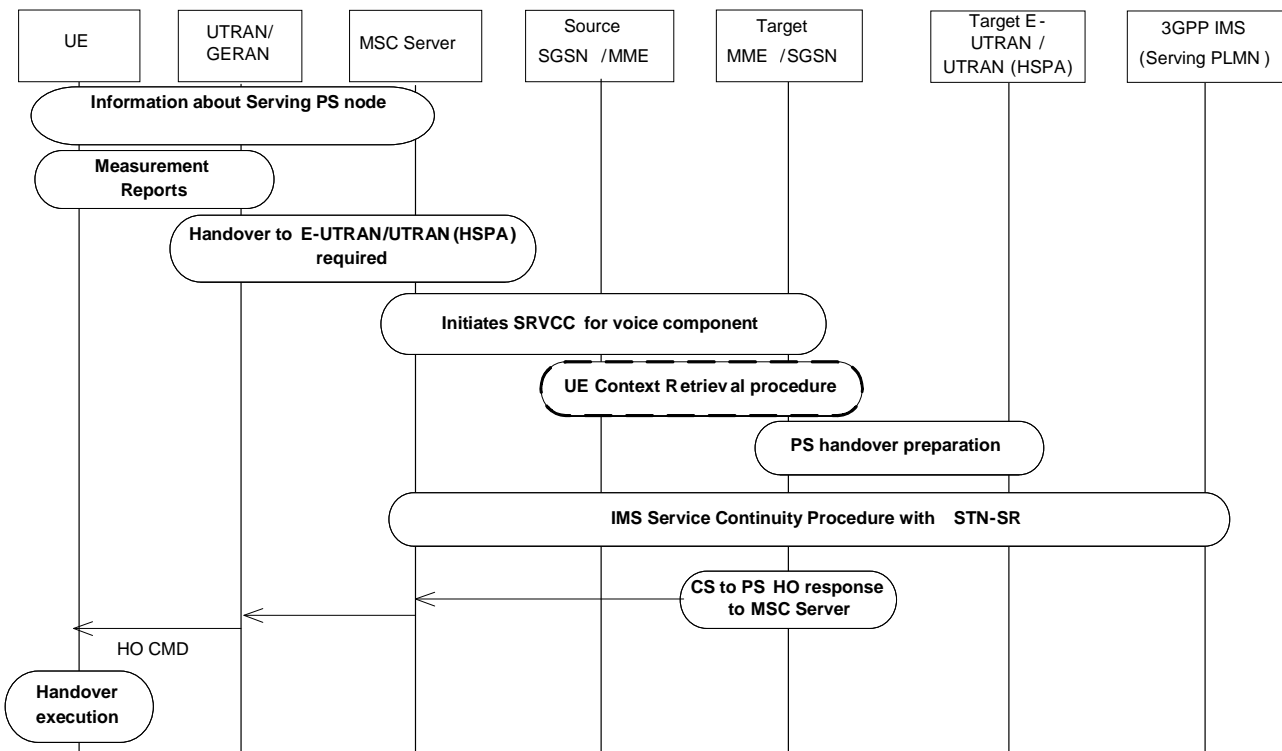 UE
UTRAN/
GERAN
MSC Server
Source
SGSN /MME
Target
MME /SGSN
Target E-
UTRAN /
UTRAN (HSPA)
3GPP IMS
(Serving PLMN )
Information about Serving PS node
Measurement
Reports
Handover to E-UTRAN/UTRAN (HSPA)
required
Initiates SRVCC for voice component
UE Context Retrieval procedure
PS handover preparation
IMS Service Continuity Procedure with STN-SR
CS to PS HO response
to MSC Server
HO CMD
Handover
execution